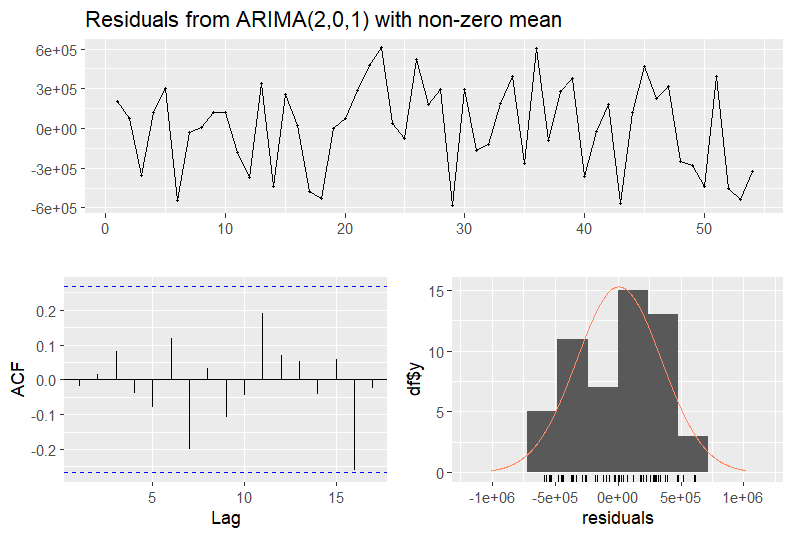 Residuals from ARIMA(2,0,1) with non-zero mean
6e+05
3e+05
0e+00
-3e+05
-6e+05
0 10 20 30 40 50
ACF
0.2
0.1
0.0
-0.1
-0.2
5 10 15
Lag
df$y
15
10
5
0
-1e+06 -5e+05 0e+00 5e+05 1e+06
residuals